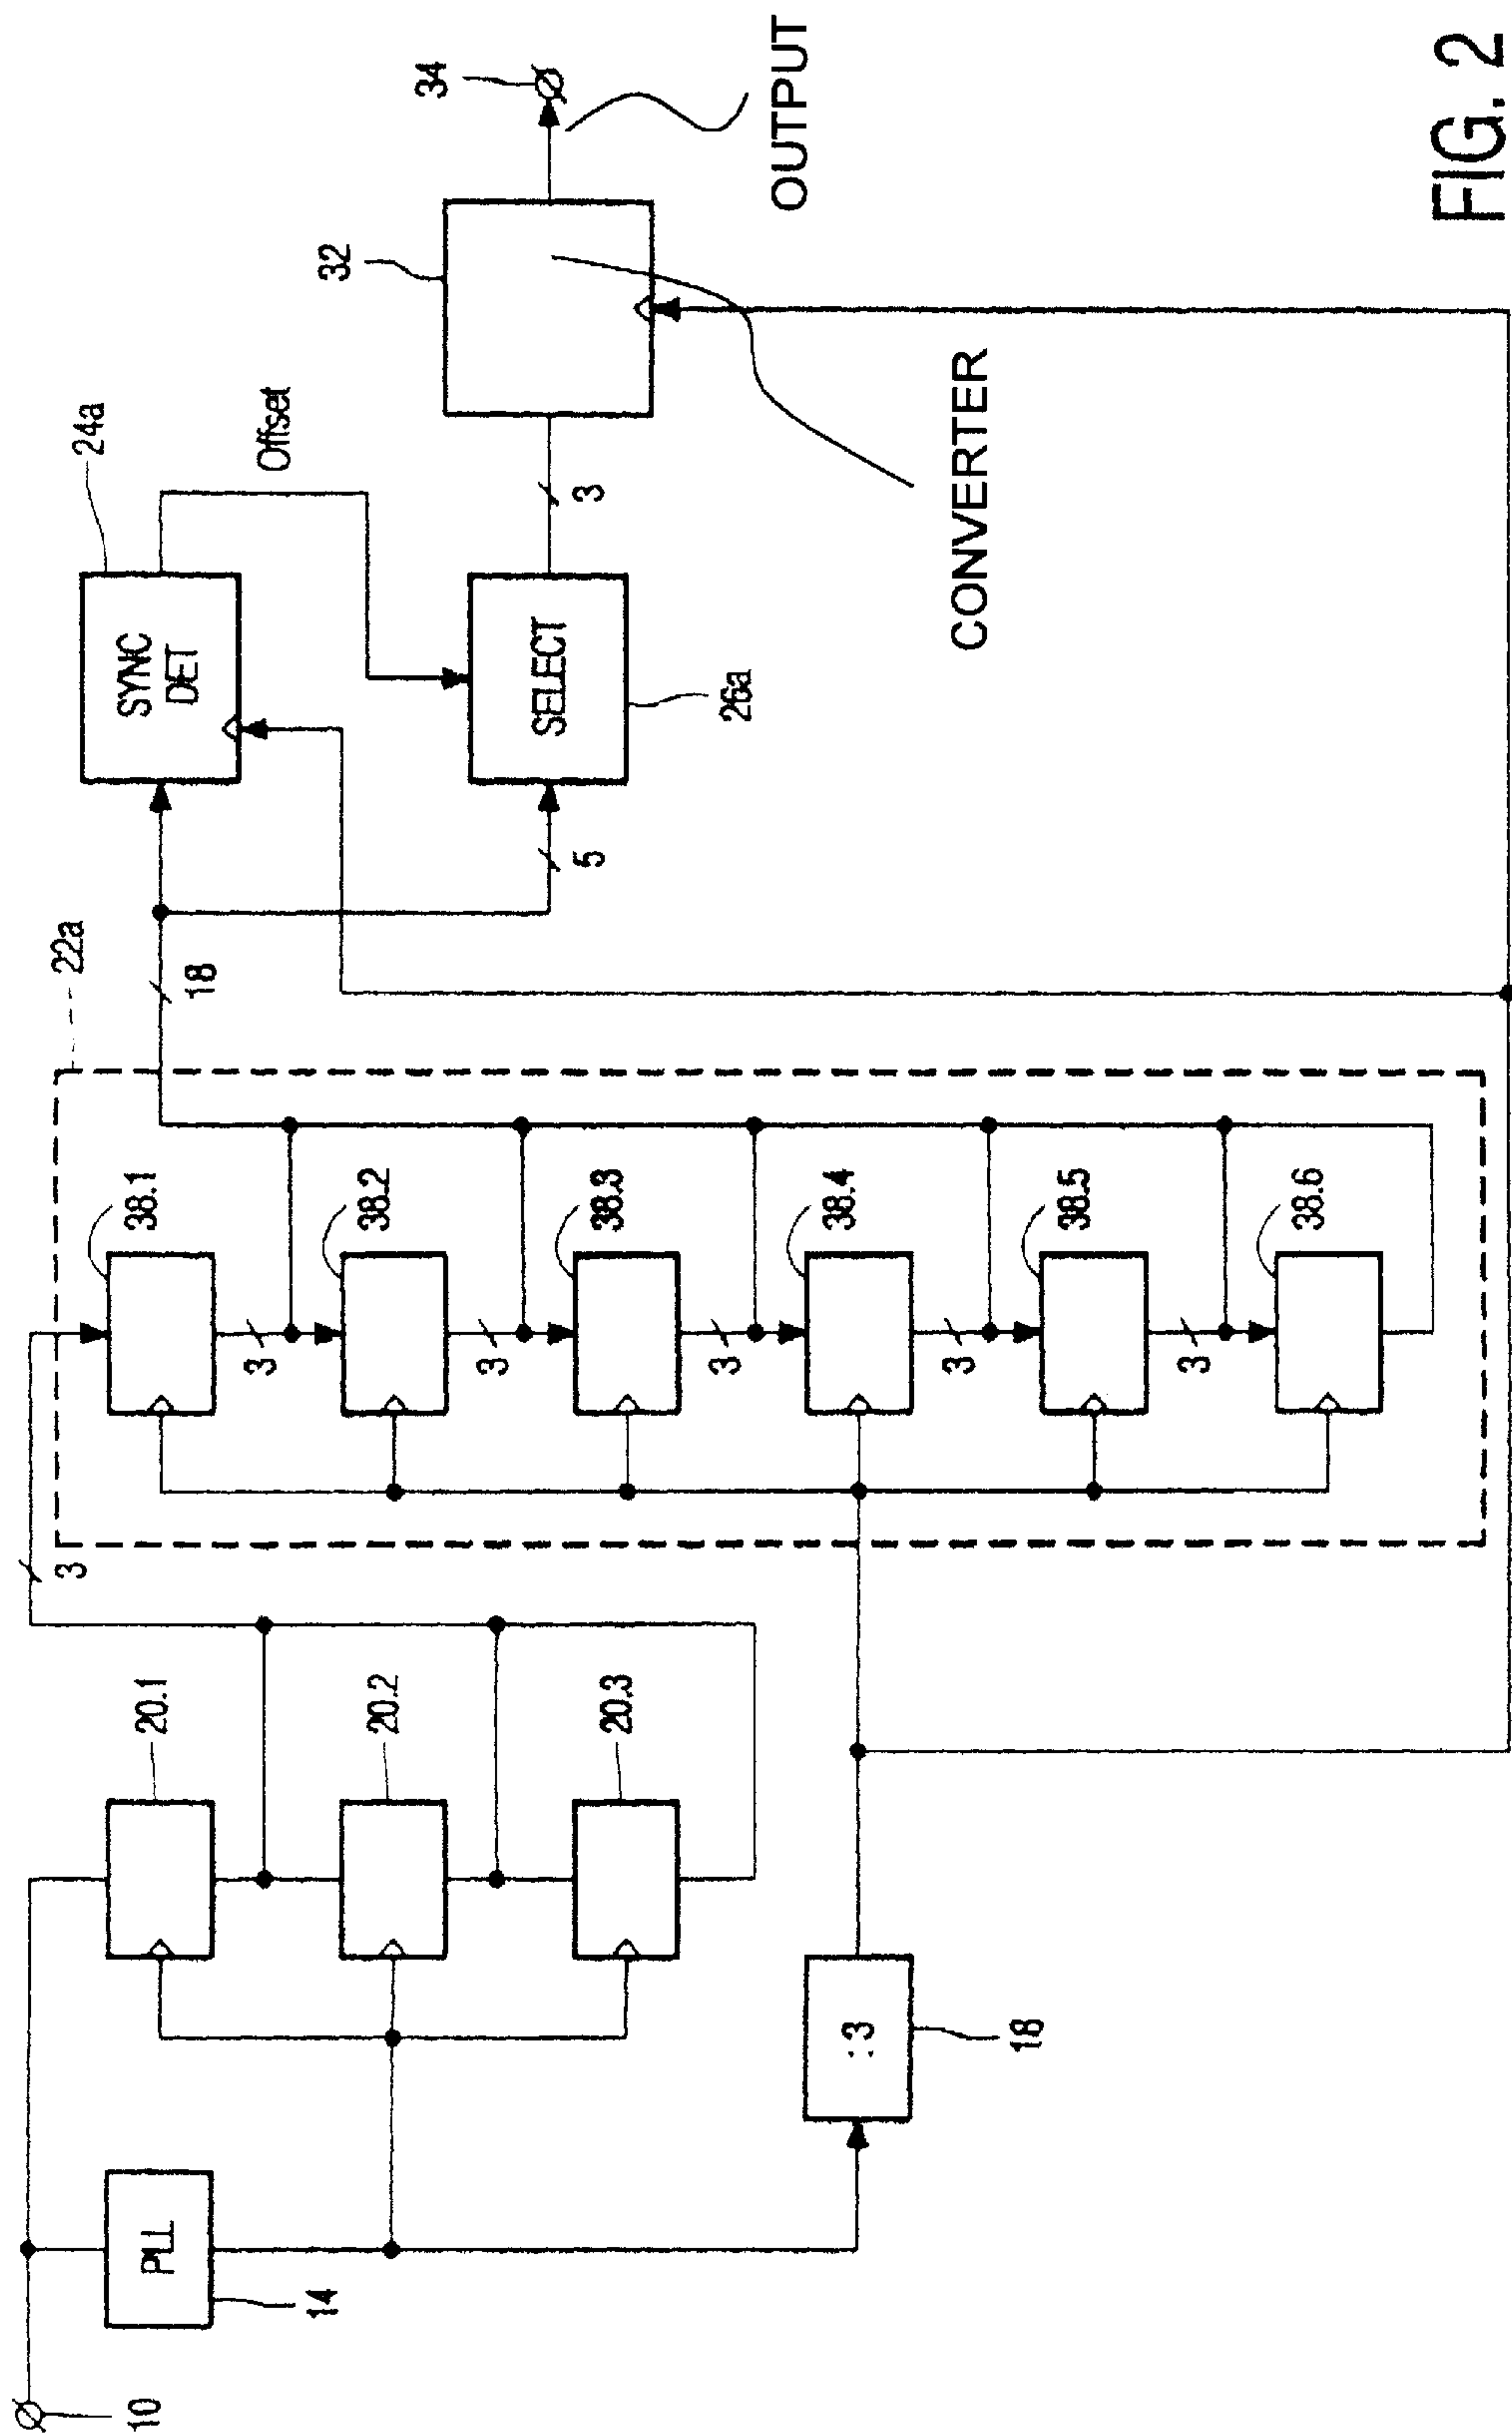 10
14
PLL
20.1
20.2
20.3
: 3
18
3
22a
38.1
38.2
38.3
38.4
38.5
38.6
3
3
3
3
3
18
5
24a
SYNC
DET
Offset
SELECT
26a
3
32
34
OUTPUT
CONVERTER
FIG. 2